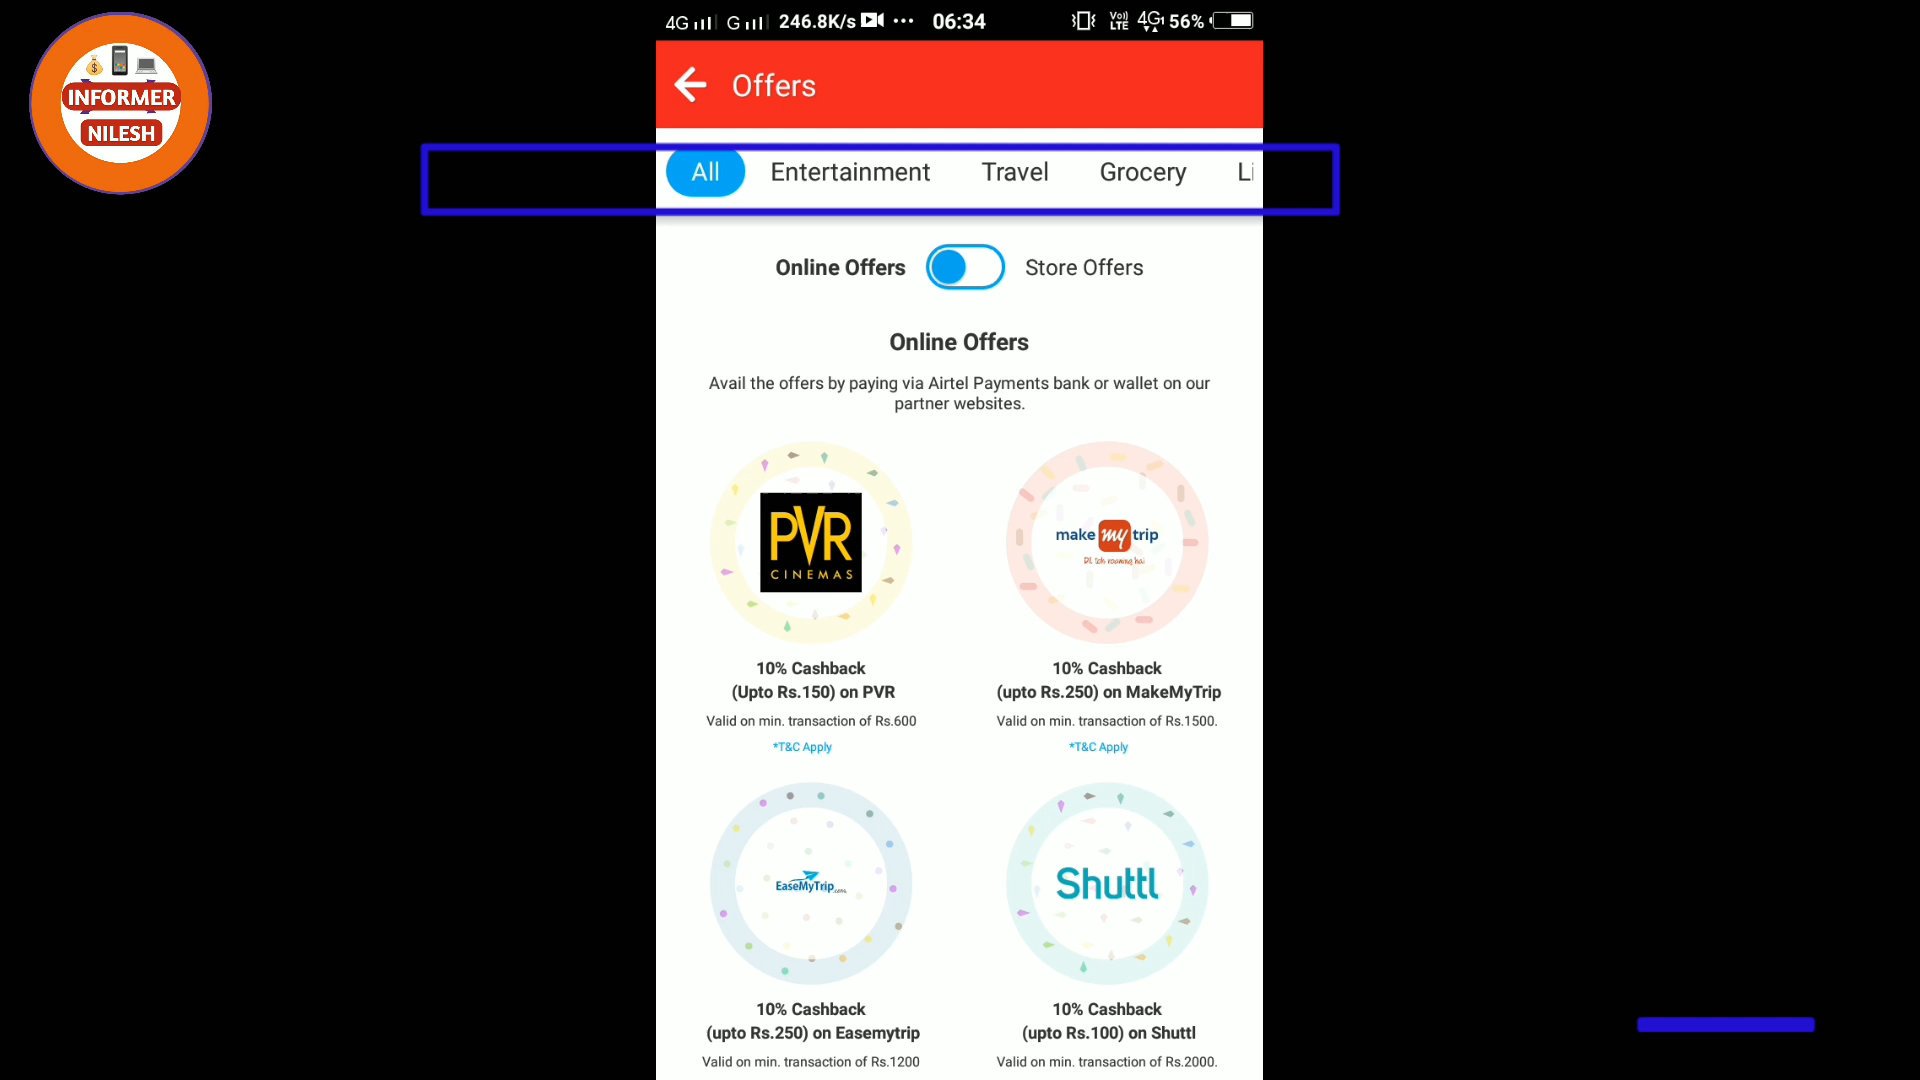 INFORMER
NILESH
4G G 246.8K/s ... 06:34 VoI) LTE 4G 56%
Offers
All Entertainment Travel Grocery Li
Online Offers Store Offers
Online Offers
Avail the offers by paying via Airtel Payments bank or wallet on our
partner websites.
PVR
CINEMAS
make my trip
10% Cashback
(Upto Rs.150) on PVR
Valid on min. transaction of Rs.600
*T&C Apply
10% Cashback
(upto Rs.250) on MakeMyTrip
Valid on min. transaction of Rs.1500.
*T&C Apply
EaseMyTrip.com
Shuttl
10% Cashback
(upto Rs.250) on Easemytrip
Valid on min. transaction of Rs.1200
10% Cashback
(upto Rs.100) on Shuttl
Valid on min. transaction of Rs.2000.